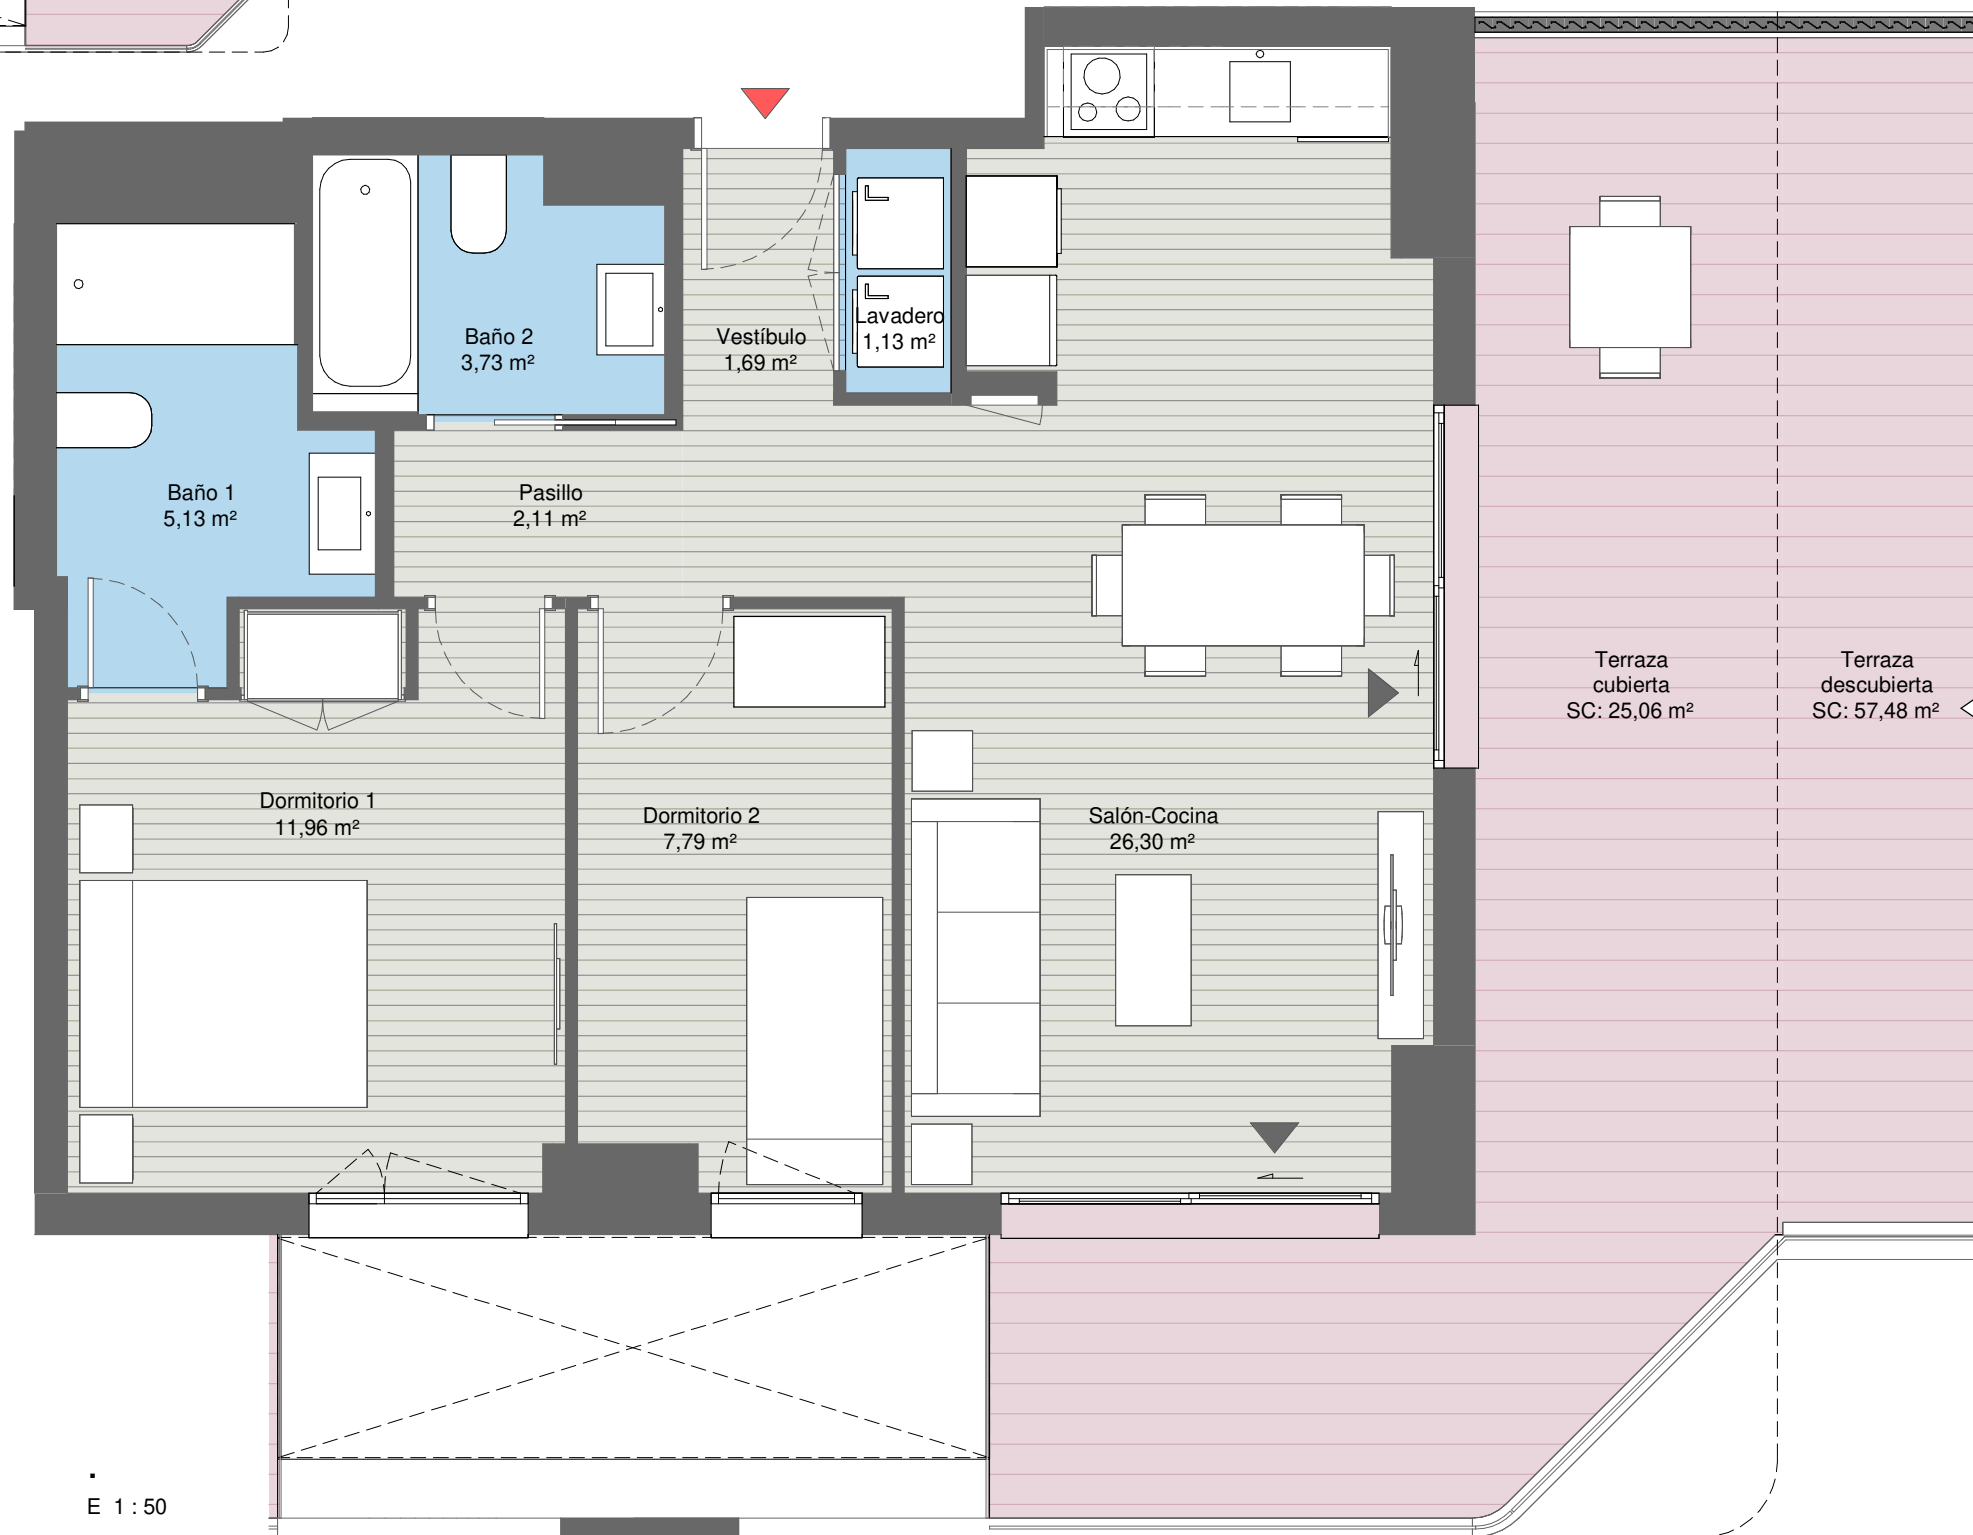 Baño 2
3,73 m²
Vestíbulo
1,69 m²
Lavadero
1,13 m²
Baño 1
5,13 m²
Pasillo
2,11 m²
Terraza
cubierta
SC: 25,06 m²
Terraza
descubierta
SC: 57,48 m²
Dormitorio 1
11,96 m²
Dormitorio 2
7,79 m²
Salón-Cocina
26,30 m²
.
E 1 : 50